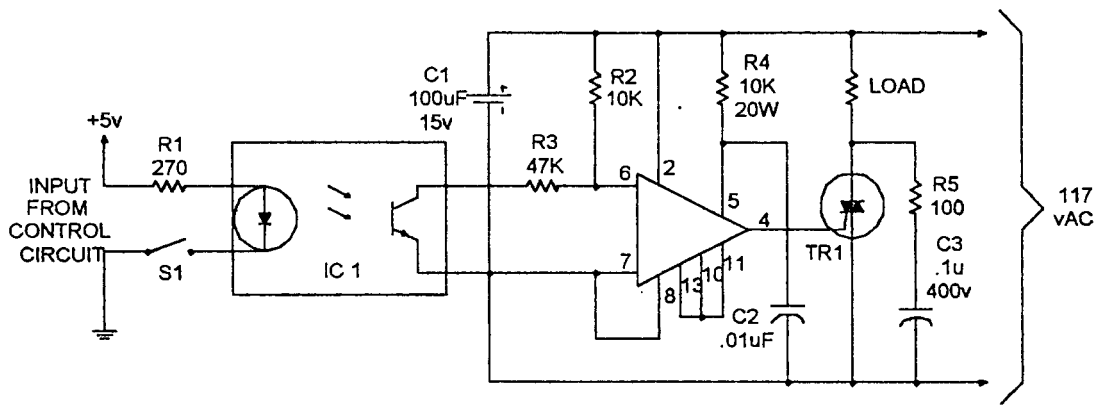 +5v
R1
270
INPUT
FROM
CONTROL
CIRCUIT
S1
IC 1
C1
100uF
15v
+
R2
10K
R3
47K
R4
10K
20W
LOAD
6
2
5
4
7
8
13
10
11
TR1
C2
.01uF
R5
100
C3
.1u
400v
117
vAC